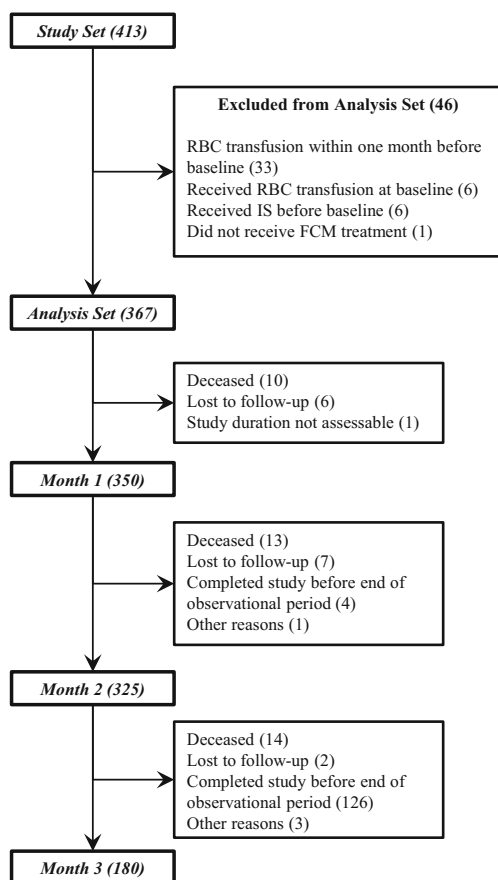 Study Set (413)
Excluded from Analysis Set (46)
RBC transfusion within one month before
baseline (33)
Received RBC transfusion at baseline (6)
Received IS before baseline (6)
Did not receive FCM treatment (1)
Analysis Set (367)
Deceased (10)
Lost to follow-up (6)
Study duration not assessable (1)
Month 1 (350)
Deceased (13)
Lost to follow-up (7)
Completed study before end of
observational period (4)
Other reasons (1)
Month 2 (325)
Deceased (14)
Lost to follow-up (2)
Completed study before end of
observational period (126)
Other reasons (3)
Month 3 (180)